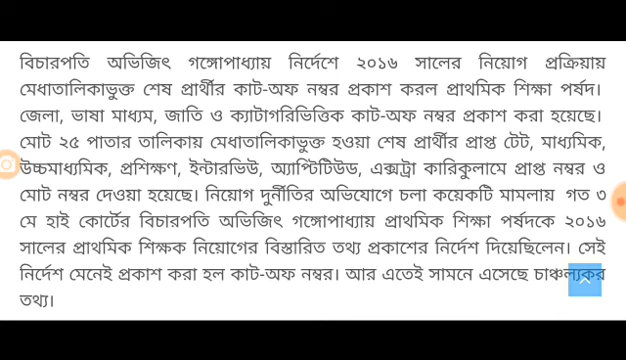 বিচারপতি অভিজিৎ গঙ্গোপাধ্যায় নির্দেশে ২০১৬ সালের নিয়োগ প্রক্রিয়ায়
মেধাতালিকাভুক্ত শেষ প্রার্থীর কাট-অফ নম্বর প্রকাশ করল প্রাথমিক শিক্ষা পর্ষদ।
জেলা, ভাষা মাধ্যম, জাতি ও ক্যাটাগরিভিত্তিক কাট-অফ নম্বর প্রকাশ করা হয়েছে।
মোট ২৫ পাতার তালিকায় মেধাতালিকাভুক্ত হওয়া শেষ প্রার্থীর প্রাপ্ত টেট, মাধ্যমিক,
উচ্চমাধ্যমিক, প্রশিক্ষণ, ইন্টারভিউ, অ্যাপ্টিটিউড, এক্সট্রা কারিকুলামে প্রাপ্ত নম্বর ও
মোট নম্বর দেওয়া হয়েছে। নিয়োগ দুর্নীতির অভিযোগে চলা কয়েকটি মামলায় গত ৩
মে হাই কোর্টের বিচারপতি অভিজিৎ গঙ্গোপাধ্যায় প্রাথমিক শিক্ষা পর্ষদকে ২০১৬
সালের প্রাথমিক শিক্ষক নিয়োগের বিস্তারিত তথ্য প্রকাশের নির্দেশ দিয়েছিলেন। সেই
নির্দেশ মেনেই প্রকাশ করা হল কাট-অফ নম্বর। আর এতেই সামনে এসেছে চাঞ্চল্যকর
তথ্য।